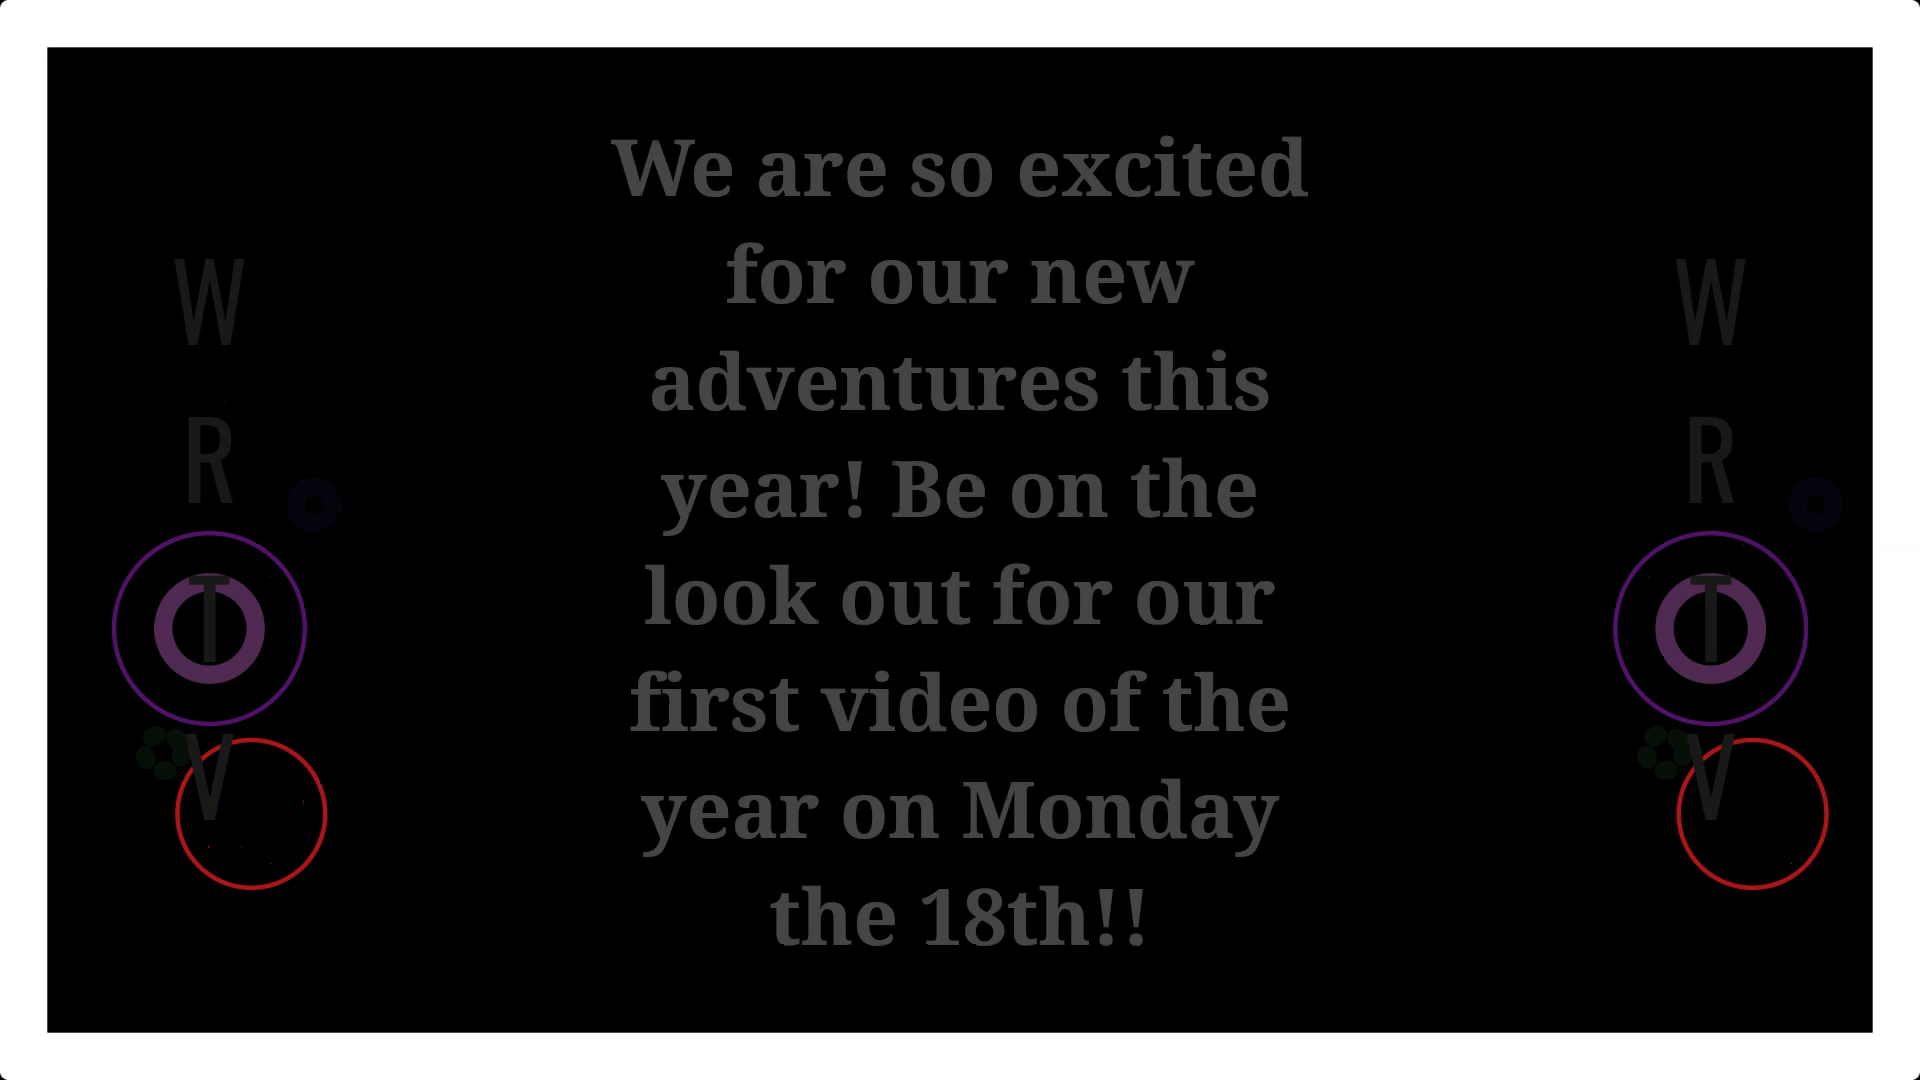 We are so excited
for our new
adventures this
year! Be on the
look out for our
first video of the
year on Monday
the 18th!!
W
R
T
V
W
R
T
V